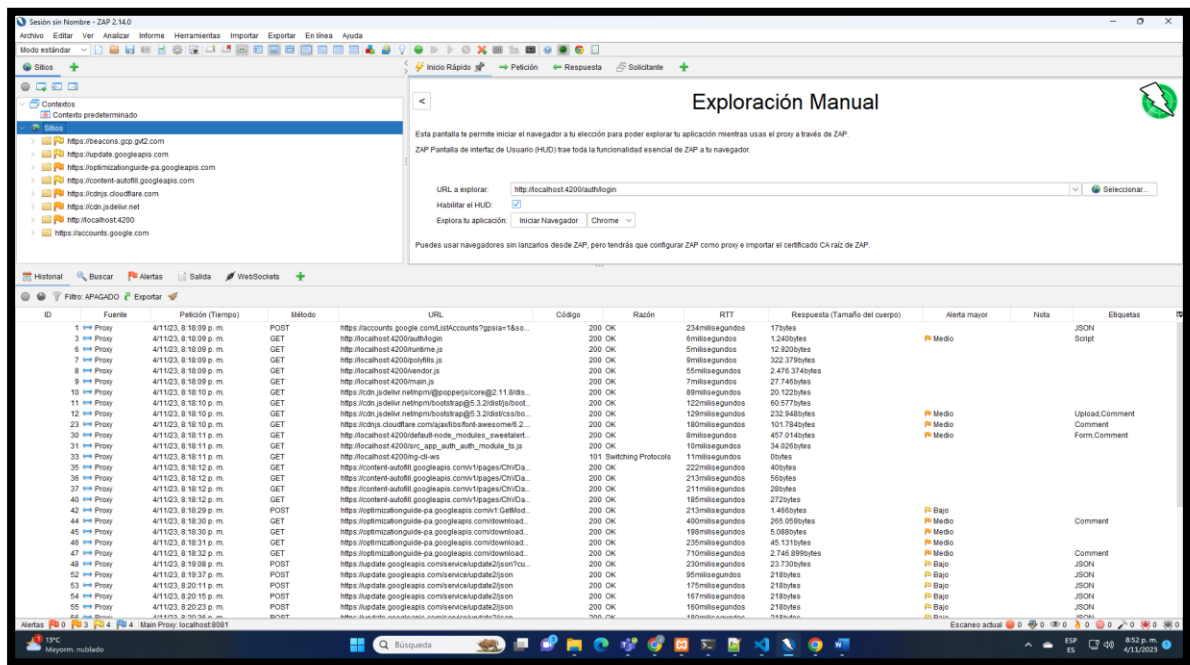 Sesión sin Nombre - ZAP 2.14.0
Archivo Editar Ver Analizar Informe Herramientas Importar Exportar En línea Ayuda
Modo estándar
Sitios
Inicio Rápido Petición Respuesta Solicitante
Contextos
Contexto predeterminado
Sitios
https://beacons.gcp.gvt2.com
https://update.googleapis.com
https://optimizationguide-pa.googleapis.com
https://content-autofill.googleapis.com
https://cdnjs.cloudflare.com
https://cdn.jsdelivr.net
http://localhost:4200
https://accounts.google.com
<
Exploración Manual
Esta pantalla te permite iniciar el navegador a tu elección para poder explorar tu aplicación mientras usas el proxy a través de ZAP.
ZAP Pantalla de interfaz de Usuario (HUD) trae toda la funcionalidad esencial de ZAP a tu navegador.
URL a explorar: http://localhost:4200/auth/login Seleccionar...
Habilitar el HUD:
Explora tu aplicación: Iniciar Navegador Chrome
Puedes usar navegadores sin lanzarlos desde ZAP, pero tendrás que configurar ZAP como proxy e importar el certificado CA raíz de ZAP.
Historial Buscar Alertas Salida WebSockets
Filtro: APAGADO Exportar
ID Fuente Petición (Tiempo) Método URL Código Razón RTT Respuesta (Tamaño del cuerpo) Alerta mayor Nota Etiquetas
1 Proxy 4/11/23, 8:18:09 p. m. POST https://accounts.google.com/ListAccounts?gpsia=1&so... 200 OK 234milisegundos 17bytes JSON
3 Proxy 4/11/23, 8:18:09 p. m. GET http://localhost:4200/auth/login 200 OK 6milisegundos 1.240bytes Medio Script
6 Proxy 4/11/23, 8:18:09 p. m. GET http://localhost:4200/runtime.js 200 OK 5milisegundos 12.920bytes
7 Proxy 4/11/23, 8:18:09 p. m. GET http://localhost:4200/polyfills.js 200 OK 9milisegundos 322.379bytes
8 Proxy 4/11/23, 8:18:09 p. m. GET http://localhost:4200/vendor.js 200 OK 55milisegundos 2.476.374bytes
9 Proxy 4/11/23, 8:18:09 p. m. GET http://localhost:4200/main.js 200 OK 7milisegundos 27.746bytes
10 Proxy 4/11/23, 8:18:10 p. m. GET https://cdn.jsdelivr.net/npm/@popperjs/core@2.11.8/dis... 200 OK 89milisegundos 20.122bytes
11 Proxy 4/11/23, 8:18:10 p. m. GET https://cdn.jsdelivr.net/npm/bootstrap@5.3.2/dist/js/boot... 200 OK 122milisegundos 60.577bytes
12 Proxy 4/11/23, 8:18:10 p. m. GET https://cdn.jsdelivr.net/npm/bootstrap@5.3.2/dist/css/bo... 200 OK 129milisegundos 232.948bytes Medio Upload,Comment
23 Proxy 4/11/23, 8:18:10 p. m. GET https://cdnjs.cloudflare.com/ajax/libs/font-awesome/6.2... 200 OK 180milisegundos 101.784bytes Medio Comment
30 Proxy 4/11/23, 8:18:11 p. m. GET http://localhost:4200/default-node_modules_sweetalert... 200 OK 8milisegundos 457.014bytes Medio Form,Comment
31 Proxy 4/11/23, 8:18:11 p. m. GET http://localhost:4200/src_app_auth_auth_module_ts.js 200 OK 10milisegundos 34.026bytes
33 Proxy 4/11/23, 8:18:11 p. m. GET http://localhost:4200/ng-cli-ws 101 Switching Protocols 11milisegundos 0bytes
35 Proxy 4/11/23, 8:18:12 p. m. GET https://content-autofill.googleapis.com/v1/pages/ChVDa... 200 OK 222milisegundos 40bytes
36 Proxy 4/11/23, 8:18:12 p. m. GET https://content-autofill.googleapis.com/v1/pages/ChVDa... 200 OK 213milisegundos 56bytes
37 Proxy 4/11/23, 8:18:12 p. m. GET https://content-autofill.googleapis.com/v1/pages/ChVDa... 200 OK 211milisegundos 28bytes
40 Proxy 4/11/23, 8:18:12 p. m. GET https://content-autofill.googleapis.com/v1/pages/ChVDa... 200 OK 185milisegundos 272bytes
42 Proxy 4/11/23, 8:18:29 p. m. POST https://optimizationguide-pa.googleapis.com/v1:GetMod... 200 OK 213milisegundos 1.466bytes Bajo
44 Proxy 4/11/23, 8:18:30 p. m. GET https://optimizationguide-pa.googleapis.com/download... 200 OK 400milisegundos 265.059bytes Medio Comment
45 Proxy 4/11/23, 8:18:30 p. m. GET https://optimizationguide-pa.googleapis.com/download... 200 OK 198milisegundos 5.088bytes Medio
46 Proxy 4/11/23, 8:18:31 p. m. GET https://optimizationguide-pa.googleapis.com/download... 200 OK 235milisegundos 45.131bytes Medio
47 Proxy 4/11/23, 8:18:32 p. m. GET https://optimizationguide-pa.googleapis.com/download... 200 OK 710milisegundos 2.746.899bytes Medio Comment
48 Proxy 4/11/23, 8:19:08 p. m. POST https://update.googleapis.com/service/update2/json?cu... 200 OK 230milisegundos 23.730bytes Bajo JSON
52 Proxy 4/11/23, 8:19:37 p. m. POST https://update.googleapis.com/service/update2/json 200 OK 95milisegundos 218bytes Bajo JSON
53 Proxy 4/11/23, 8:20:11 p. m. POST https://update.googleapis.com/service/update2/json 200 OK 175milisegundos 218bytes Bajo JSON
54 Proxy 4/11/23, 8:20:15 p. m. POST https://update.googleapis.com/service/update2/json 200 OK 167milisegundos 218bytes Bajo JSON
55 Proxy 4/11/23, 8:20:23 p. m. POST https://update.googleapis.com/service/update2/json 200 OK 160milisegundos 218bytes Bajo JSON
Alertas 0 3 4 4 Main Proxy: localhost:8081 Escaneo actual 0 0 0 0 0 0 0 0
13°C
Mayorm. nublado
Búsqueda
ESP
ES
8:52 p. m.
4/11/2023